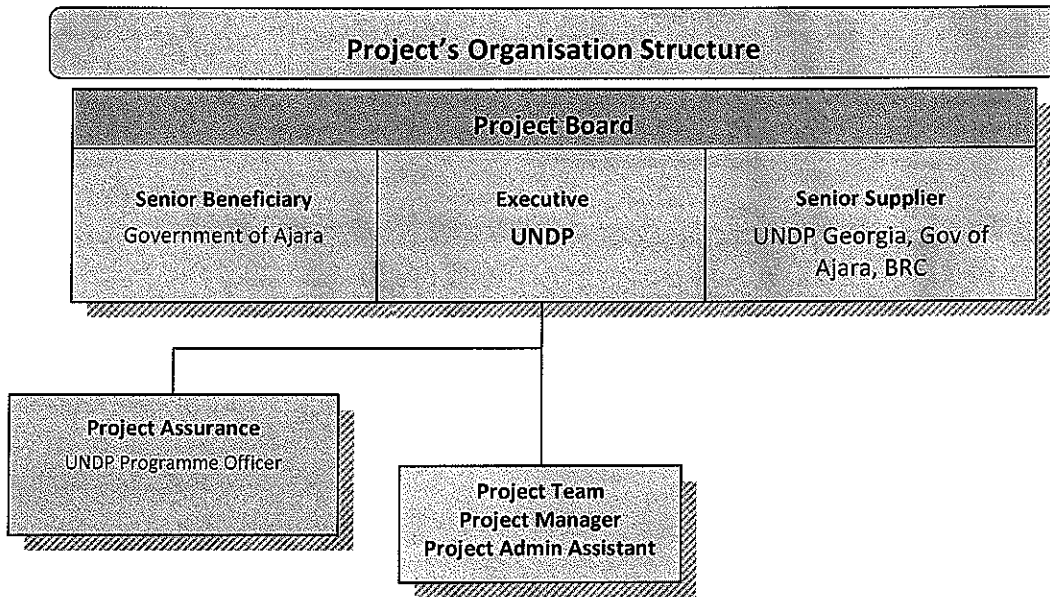 Project's Organisation Structure
Project Board
Senior Beneficiary
Government of Ajara
Executive
UNDP
Senior Supplier
UNDP Georgia, Gov of
Ajara, BRC
Project Assurance
UNDP Programme Officer
Project Team
Project Manager
Project Admin Assistant